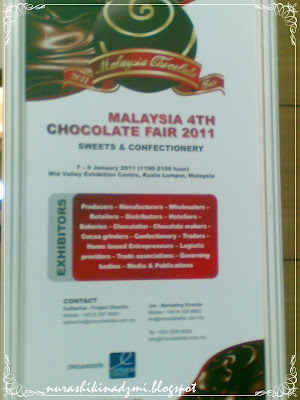 2011 Malaysia Chocolate Fair
MALAYSIA 4TH
CHOCOLATE FAIR 2011
SWEETS & CONFECTIONERY
7 - 9 January 2011 (1100-2100 hour)
Mid Valley Exhibition Centre, Kuala Lumpur, Malaysia
EXHIBITORS
Producers – Manufacturers – Wholesalers –
Retailers – Distributors – Hoteliers –
Bakeries – Chocolatier – Chocolate makers –
Cocoa grinders – Confectionery – Traders –
Home based Entrepreneurs – Logistic
providers – Trade associations – Governing
bodies – Media & Publications
CONTACT
Katherine - Project Director
Jim - Marketing Director
ORGANISER
nurashikinadzmi.blogspot